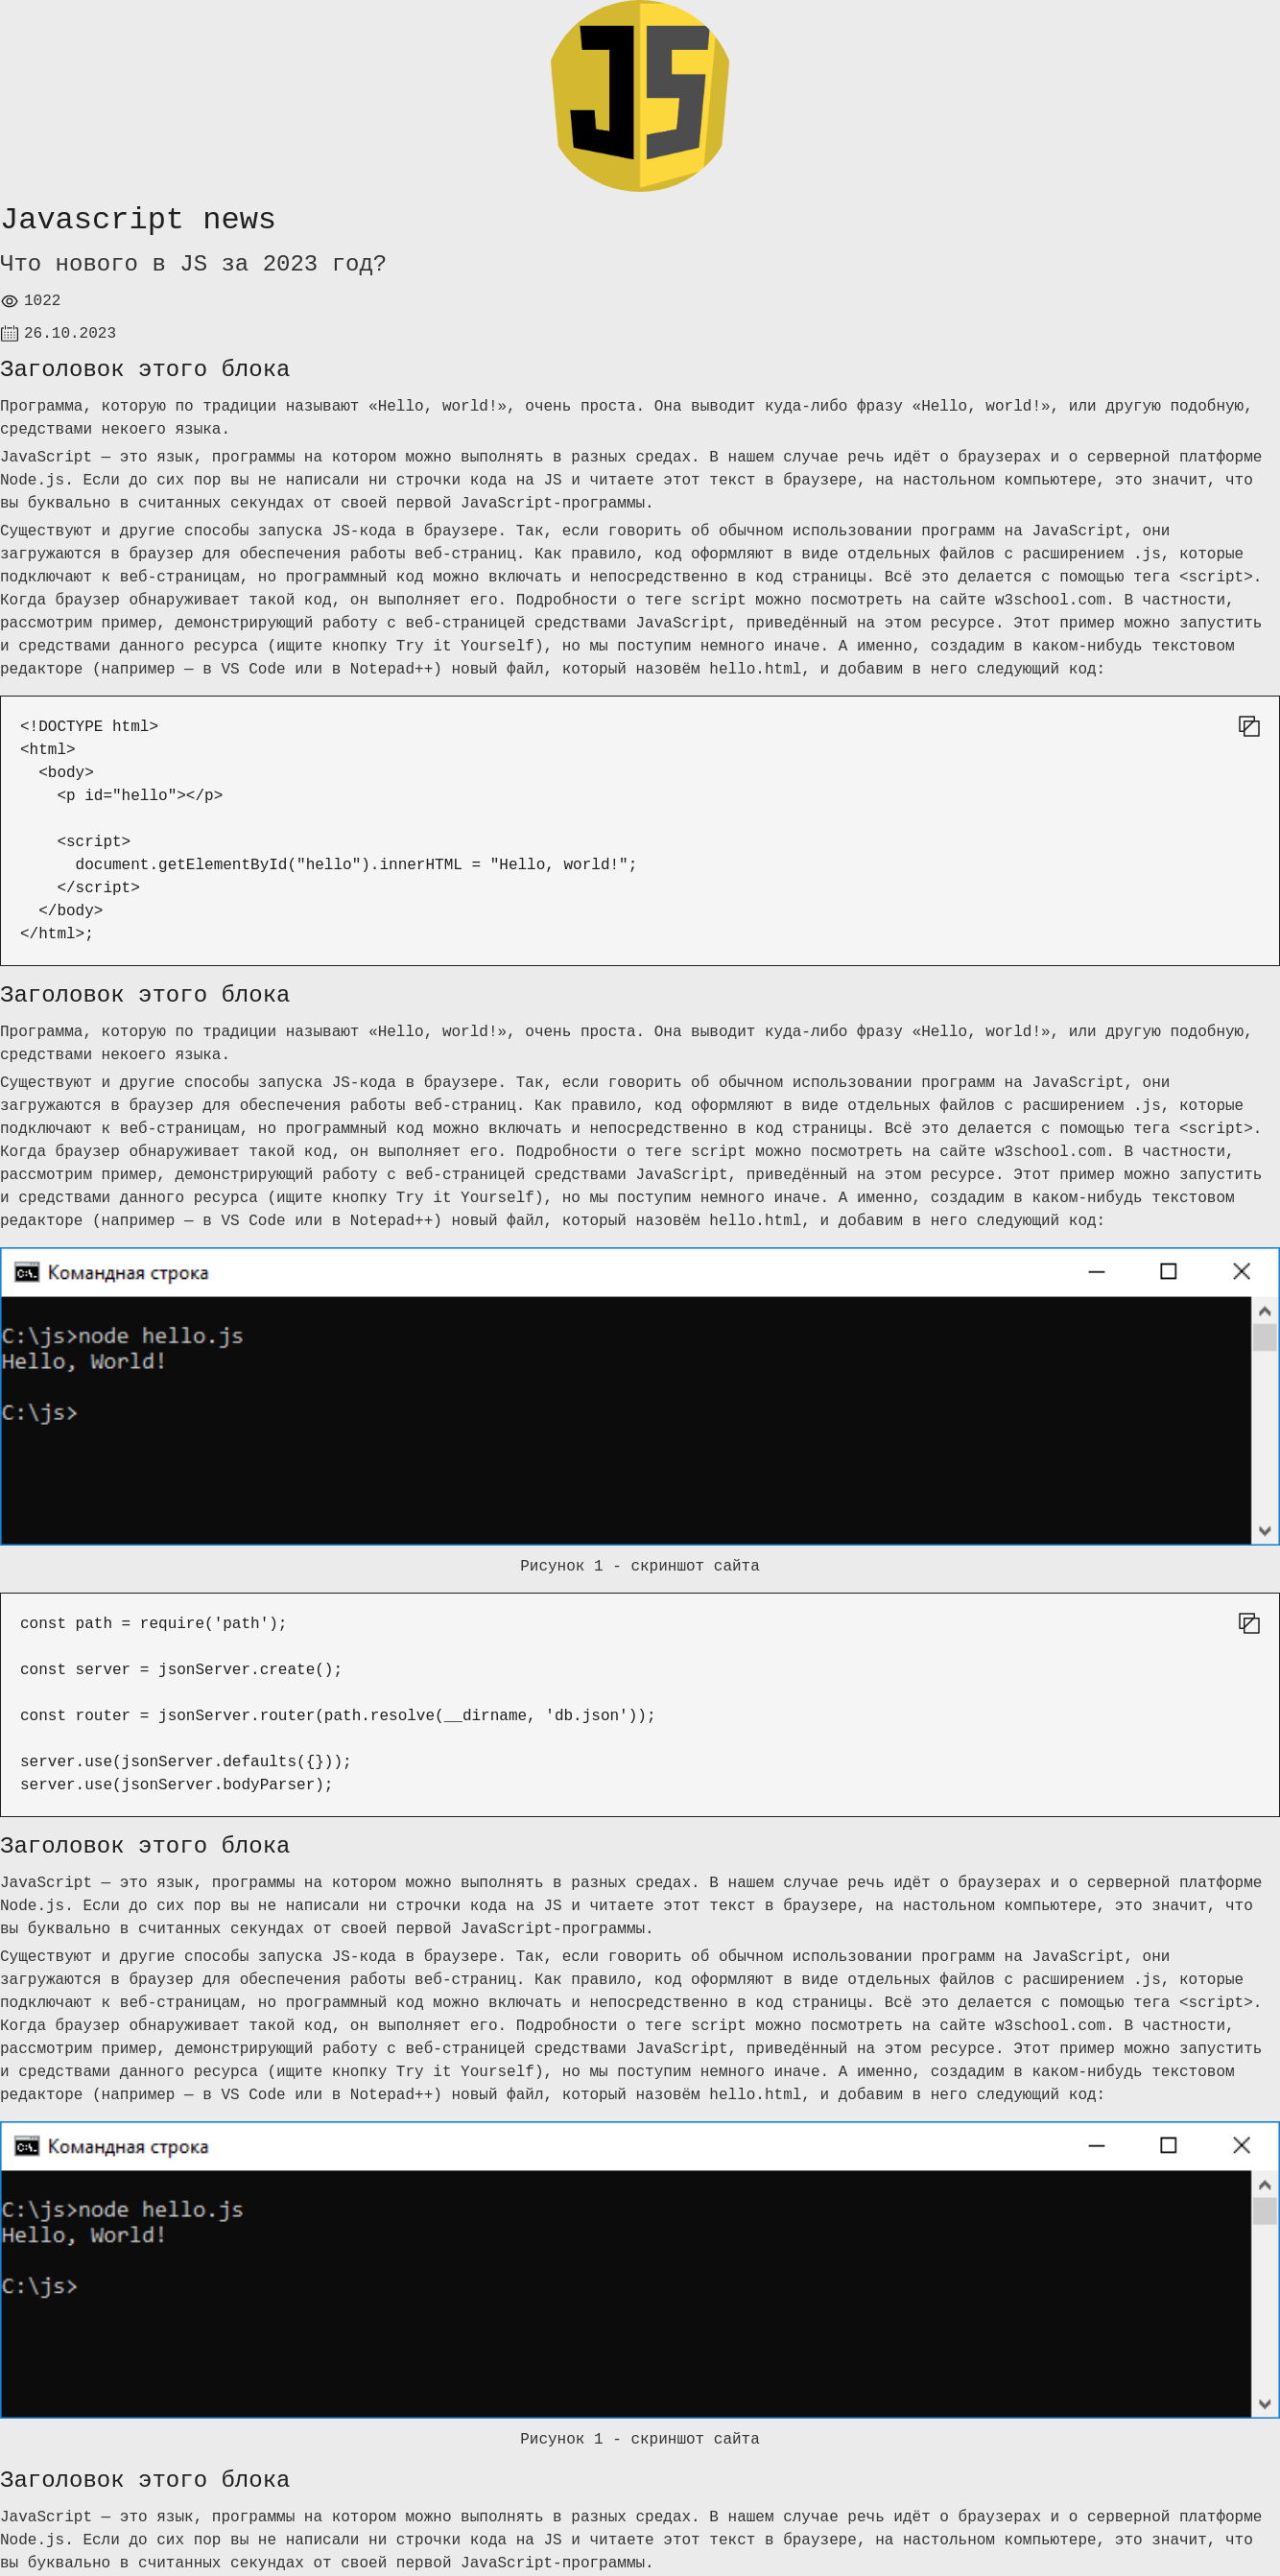 JS
Javascript news
Что нового в JS за 2023 год?
1022
26.10.2023
Заголовок этого блока
Программа, которую по традиции называют «Hello, world!», очень проста. Она выводит куда-либо фразу «Hello, world!», или другую подобную,
средствами некоего языка.
JavaScript — это язык, программы на котором можно выполнять в разных средах. В нашем случае речь идёт о браузерах и о серверной платформе
Node.js. Если до сих пор вы не написали ни строчки кода на JS и читаете этот текст в браузере, на настольном компьютере, это значит, что
вы буквально в считанных секундах от своей первой JavaScript-программы.
Существуют и другие способы запуска JS-кода в браузере. Так, если говорить об обычном использовании программ на JavaScript, они
загружаются в браузер для обеспечения работы веб-страниц. Как правило, код оформляют в виде отдельных файлов с расширением .js, которые
подключают к веб-страницам, но программный код можно включать и непосредственно в код страницы. Всё это делается с помощью тега <script>.
Когда браузер обнаруживает такой код, он выполняет его. Подробности о теге script можно посмотреть на сайте w3school.com. В частности,
рассмотрим пример, демонстрирующий работу с веб-страницей средствами JavaScript, приведённый на этом ресурсе. Этот пример можно запустить
и средствами данного ресурса (ищите кнопку Try it Yourself), но мы поступим немного иначе. А именно, создадим в каком-нибудь текстовом
редакторе (например — в VS Code или в Notepad++) новый файл, который назовём hello.html, и добавим в него следующий код:
<!DOCTYPE html>
<html>
<body>
<p id="hello"></p>
<script>
document.getElementById("hello").innerHTML = "Hello, world!";
</script>
</body>
</html>;
Заголовок этого блока
Программа, которую по традиции называют «Hello, world!», очень проста. Она выводит куда-либо фразу «Hello, world!», или другую подобную,
средствами некоего языка.
Существуют и другие способы запуска JS-кода в браузере. Так, если говорить об обычном использовании программ на JavaScript, они
загружаются в браузер для обеспечения работы веб-страниц. Как правило, код оформляют в виде отдельных файлов с расширением .js, которые
подключают к веб-страницам, но программный код можно включать и непосредственно в код страницы. Всё это делается с помощью тега <script>.
Когда браузер обнаруживает такой код, он выполняет его. Подробности о теге script можно посмотреть на сайте w3school.com. В частности,
рассмотрим пример, демонстрирующий работу с веб-страницей средствами JavaScript, приведённый на этом ресурсе. Этот пример можно запустить
и средствами данного ресурса (ищите кнопку Try it Yourself), но мы поступим немного иначе. А именно, создадим в каком-нибудь текстовом
редакторе (например — в VS Code или в Notepad++) новый файл, который назовём hello.html, и добавим в него следующий код:
Командная строка
C:\js>node hello.js
Hello, World!
C:\js>
Рисунок 1 - скриншот сайта
const path = require('path');
const server = jsonServer.create();
const router = jsonServer.router(path.resolve(__dirname, 'db.json'));
server.use(jsonServer.defaults({}));
server.use(jsonServer.bodyParser);
Заголовок этого блока
JavaScript — это язык, программы на котором можно выполнять в разных средах. В нашем случае речь идёт о браузерах и о серверной платформе
Node.js. Если до сих пор вы не написали ни строчки кода на JS и читаете этот текст в браузере, на настольном компьютере, это значит, что
вы буквально в считанных секундах от своей первой JavaScript-программы.
Существуют и другие способы запуска JS-кода в браузере. Так, если говорить об обычном использовании программ на JavaScript, они
загружаются в браузер для обеспечения работы веб-страниц. Как правило, код оформляют в виде отдельных файлов с расширением .js, которые
подключают к веб-страницам, но программный код можно включать и непосредственно в код страницы. Всё это делается с помощью тега <script>.
Когда браузер обнаруживает такой код, он выполняет его. Подробности о теге script можно посмотреть на сайте w3school.com. В частности,
рассмотрим пример, демонстрирующий работу с веб-страницей средствами JavaScript, приведённый на этом ресурсе. Этот пример можно запустить
и средствами данного ресурса (ищите кнопку Try it Yourself), но мы поступим немного иначе. А именно, создадим в каком-нибудь текстовом
редакторе (например — в VS Code или в Notepad++) новый файл, который назовём hello.html, и добавим в него следующий код:
Командная строка
C:\js>node hello.js
Hello, World!
C:\js>
Рисунок 1 - скриншот сайта
Заголовок этого блока
JavaScript — это язык, программы на котором можно выполнять в разных средах. В нашем случае речь идёт о браузерах и о серверной платформе
Node.js. Если до сих пор вы не написали ни строчки кода на JS и читаете этот текст в браузере, на настольном компьютере, это значит, что
вы буквально в считанных секундах от своей первой JavaScript-программы.